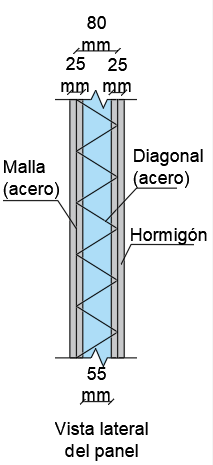 80
mm
25 25
mm mm
Malla
(acero)
Diagonal
(acero)
Hormigón
55
mm
Vista lateral
del panel